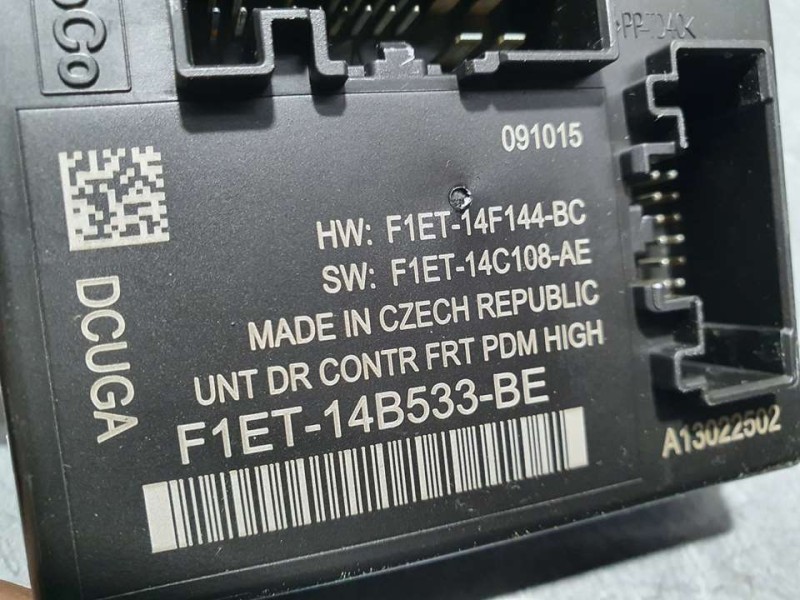 091015
HW: F1ET-14F144-BC
SW: F1ET-14C108-AE
MADE IN CZECH REPUBLIC
UNT DR CONTR FRT PDM HIGH
F1ET-14B533-BE
DCUGA
A13022502